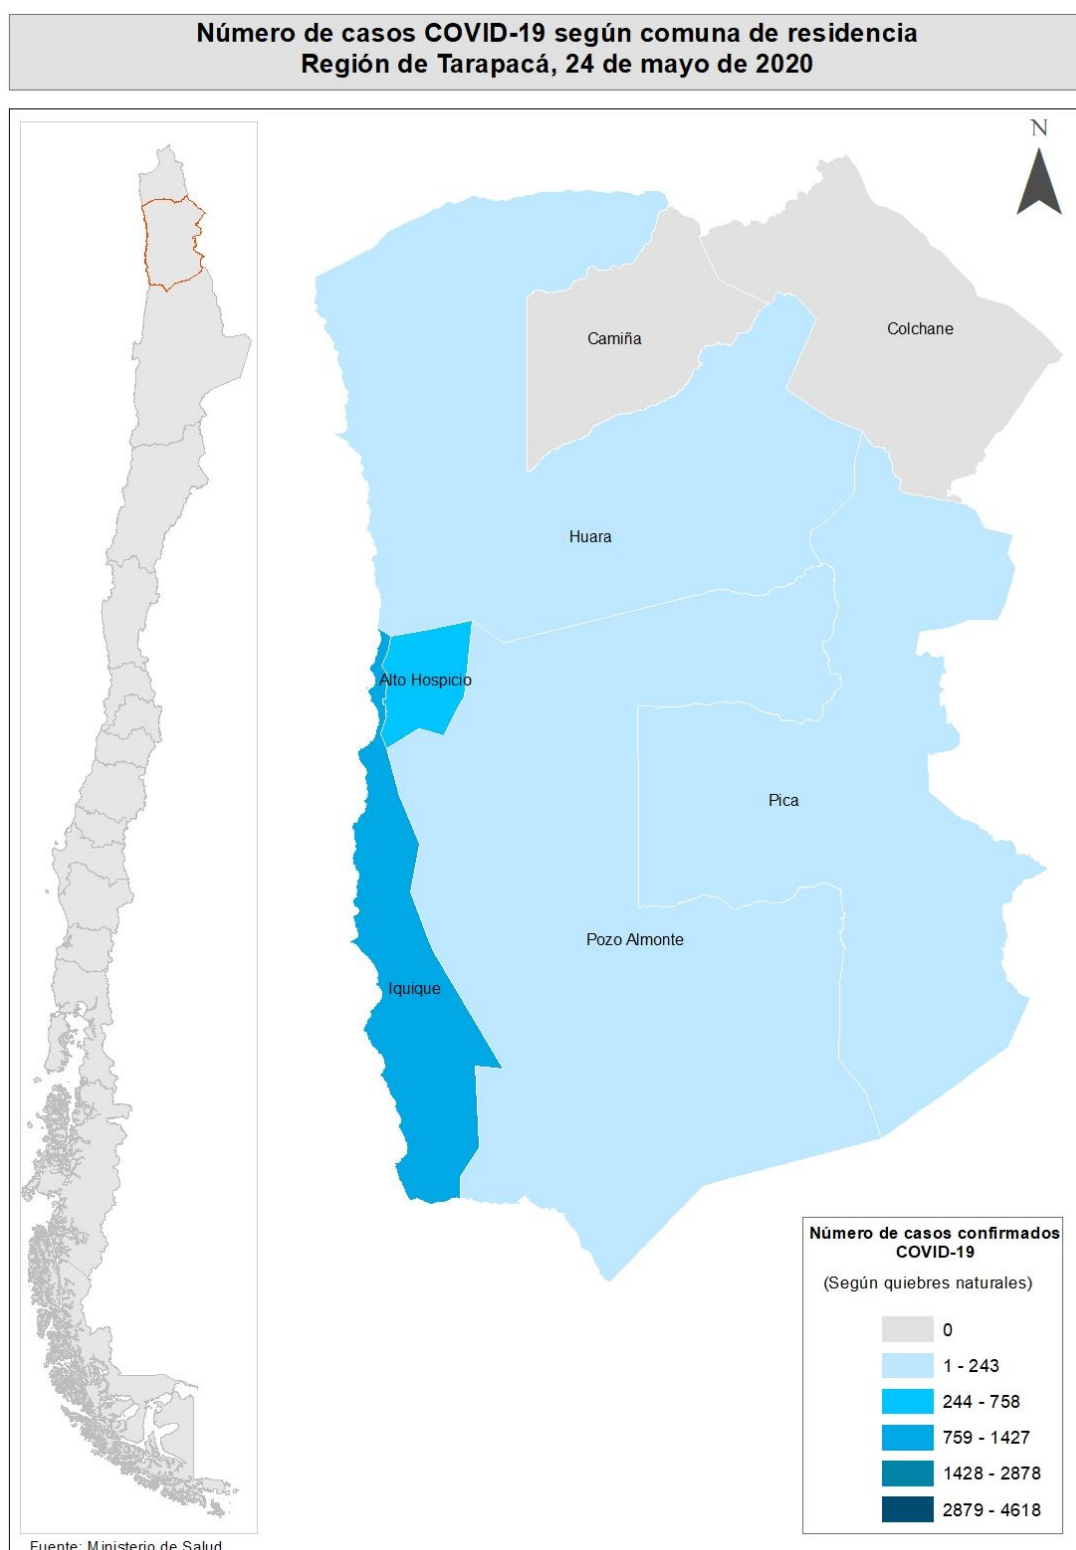 Número de casos COVID-19 según comuna de residencia
Región de Tarapacá, 24 de mayo de 2020
N
Camiña
Colchane
Huara
Alto Hospicio
Pica
Pozo Almonte
Iquique
Número de casos confirmados
COVID-19
(Según quiebres naturales)
0
1 - 243
244 - 758
759 - 1427
1428 - 2878
2879 - 4618
Fuente: Ministerio de Salud